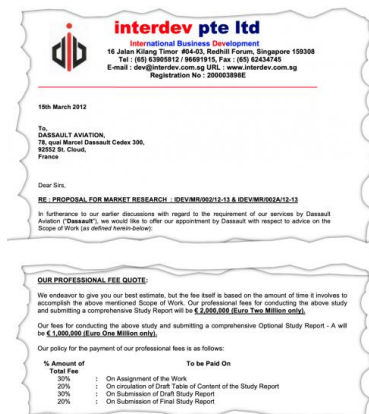 dib
interdev pte ltd
International Business Development
16 Jalan Kilang Timor #04-03, Redhill Forum, Singapore 159308
Tel : (65) 63905812 / 96691915, Fax : (65) 62434745
E-mail : dev@interdev.com.sg URL : www.interdev.com.sg
Registration No : 200003898E
15th March 2012
To,
DASSAULT AVIATION,
78, quai Marcel Dassault Cedex 300,
92552 St. Cloud,
France
Dear Sirs,
RE : PROPOSAL FOR MARKET RESEARCH : IDEV/MR/002/12-13 & IDEV/MR/002A/12-13
In furtherance to our earlier discussions with regard to the requirement of our services by Dassault
Aviation ("Dassault"), we would like to offer our appointment by Dassault with respect to advice on the
Scope of Work (as defined herein-below):
OUR PROFESSIONAL FEE QUOTE:
We endeavor to give you our best estimate, but the fee itself is based on the amount of time it involves to
accomplish the above mentioned Scope of Work. Our professional fees for conducting the above study
and submitting a comprehensive Study Report will be € 2,000,000 (Euro Two Million only).
Our fees for conducting the above study and submitting a comprehensive Optional Study Report - A will
be € 1,000,000 (Euro One Million only).
Our policy for the payment of our professional fees is as follows:
% Amount of To be Paid On
Total Fee
30% : On Assignment of the Work
20% : On circulation of Draft Table of Content of the Study Report
30% : On Submission of Draft Study Report
20% : On Submission of Final Study Report